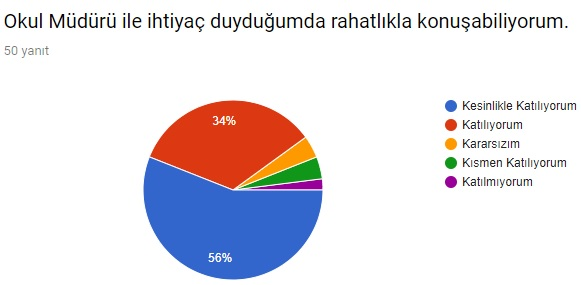 Okul Müdürü ile ihtiyaç duyduğumda rahatlıkla konuşabiliyorum.
50 yanıt
34%
56%
Kesinlikle Katılıyorum
Katılıyorum
Kararsızım
Kısmen Katılıyorum
Katılmıyorum